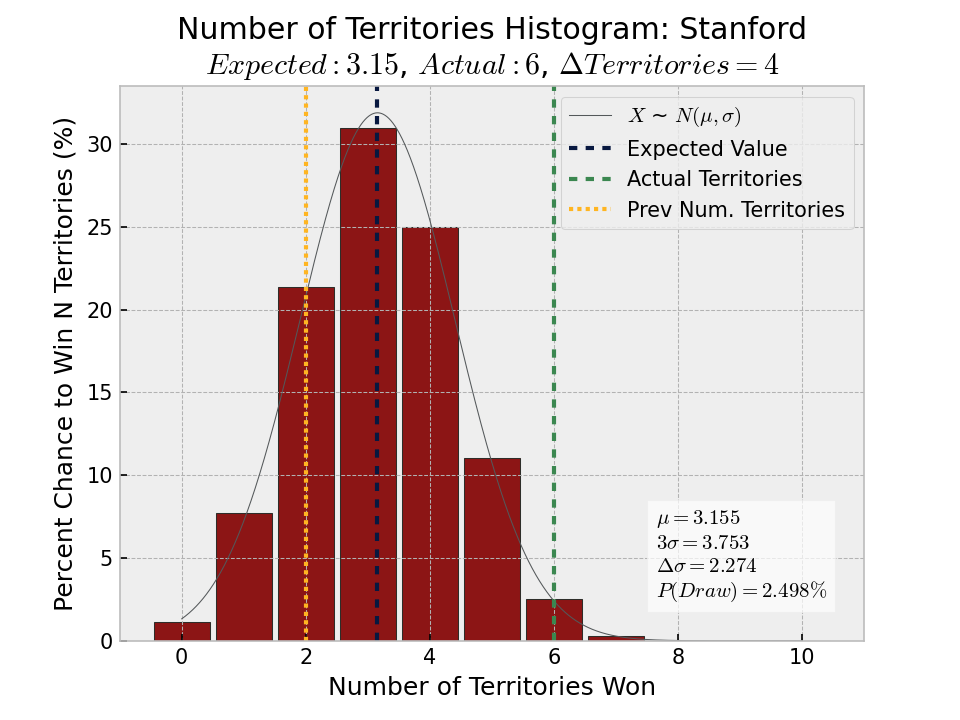 Number of Territories Histogram: Stanford
Expected : 3.15, Actual : 6, ΔTerritories = 4
Percent Chance to Win N Territories (%)
30
25
20
15
10
5
0
X ~ N(μ, σ)
Expected Value
Actual Territories
Prev Num. Territories
μ = 3.155
3σ = 3.753
Δσ = 2.274
P(Draw) = 2.498%
0 2 4 6 8 10
Number of Territories Won